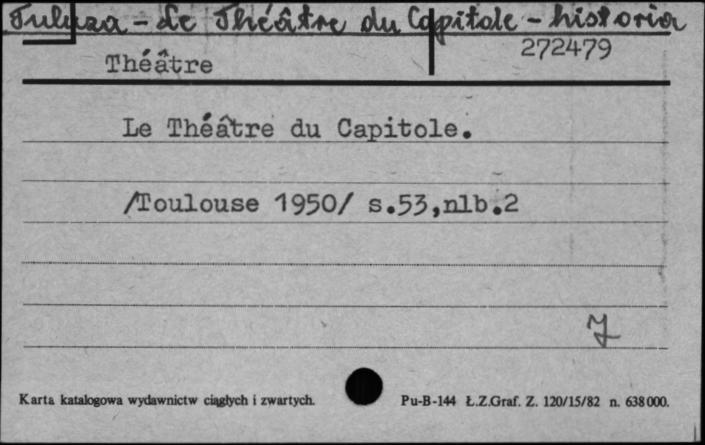 Tuluza - Le Théâtre du Capitole - historia
272479
Théâtre
Le Théâtre du Capitole.
/Toulouse 1950/ s.53,nlb.2
Karta katalogowa wydawnictw ciągłych i zwartych.
Pu-B-144 Ł.Z.Graf. Z. 120/15/82 n. 638000.